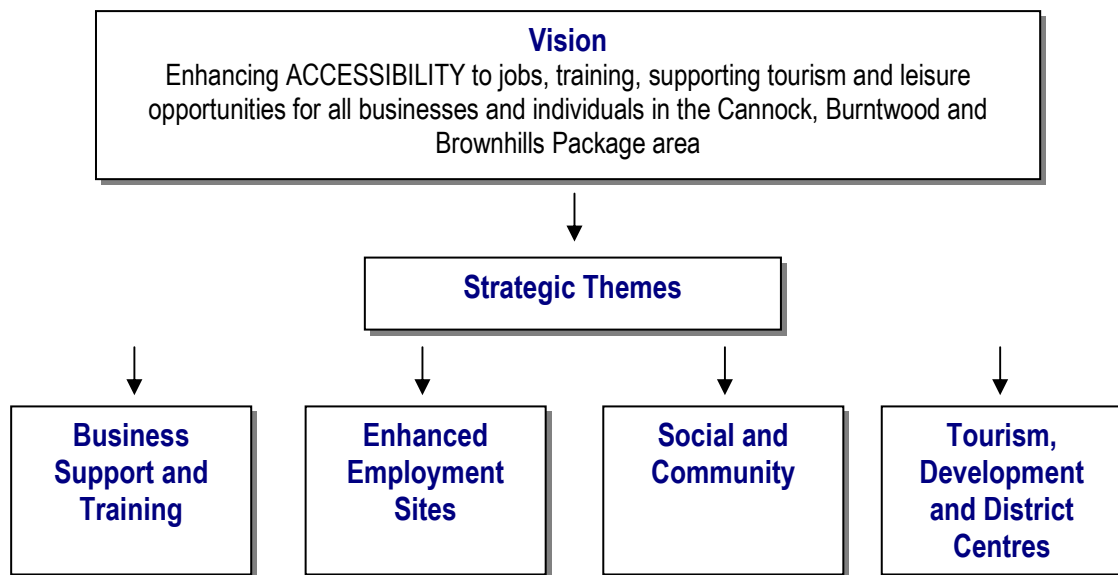 Vision
Enhancing ACCESSIBILITY to jobs, training, supporting tourism and leisure
opportunities for all businesses and individuals in the Cannock, Burntwood and
Brownhills Package area
Strategic Themes
Business
Support and
Training
Enhanced
Employment
Sites
Social and
Community
Tourism,
Development
and District
Centres